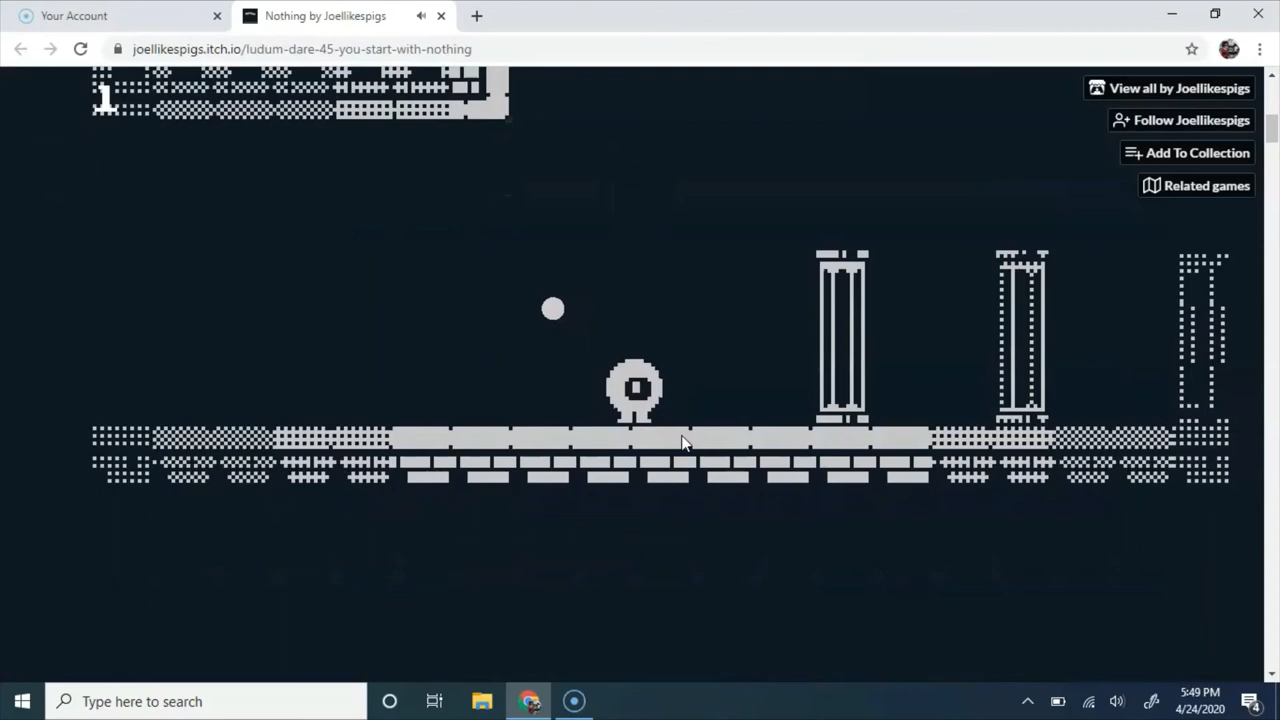 Your Account
Nothing by Joellikespigs
joellikespigs.itch.io/ludum-dare-45-you-start-with-nothing
View all by Joellikespigs
Follow Joellikespigs
Add To Collection
Related games
1
Type here to search
5:49 PM
4/24/2020
4